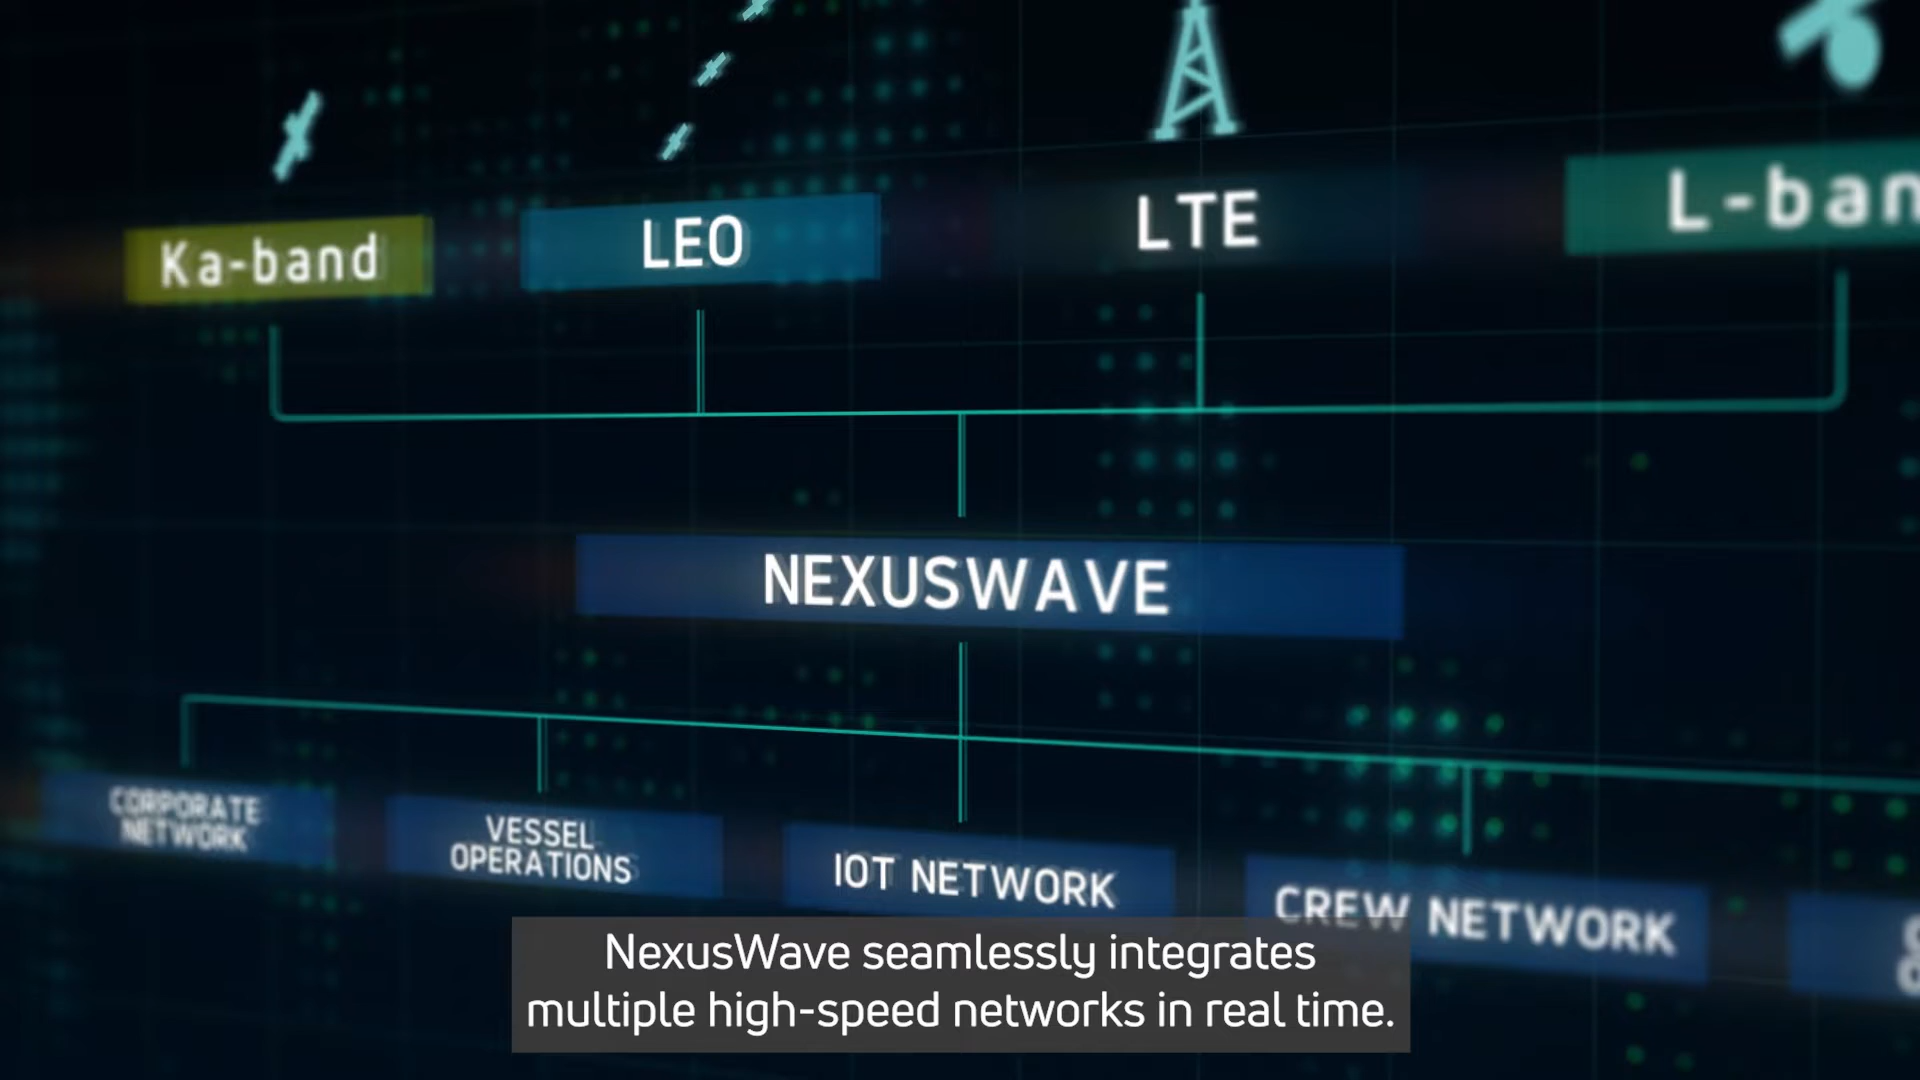 Ka-band
LEO
LTE
L-ban
NEXUSWAVE
CORPORATE
NETWORK
VESSEL
OPERATIONS
IOT NETWORK
CREW NETWORK
NexusWave seamlessly integrates
multiple high-speed networks in real time.